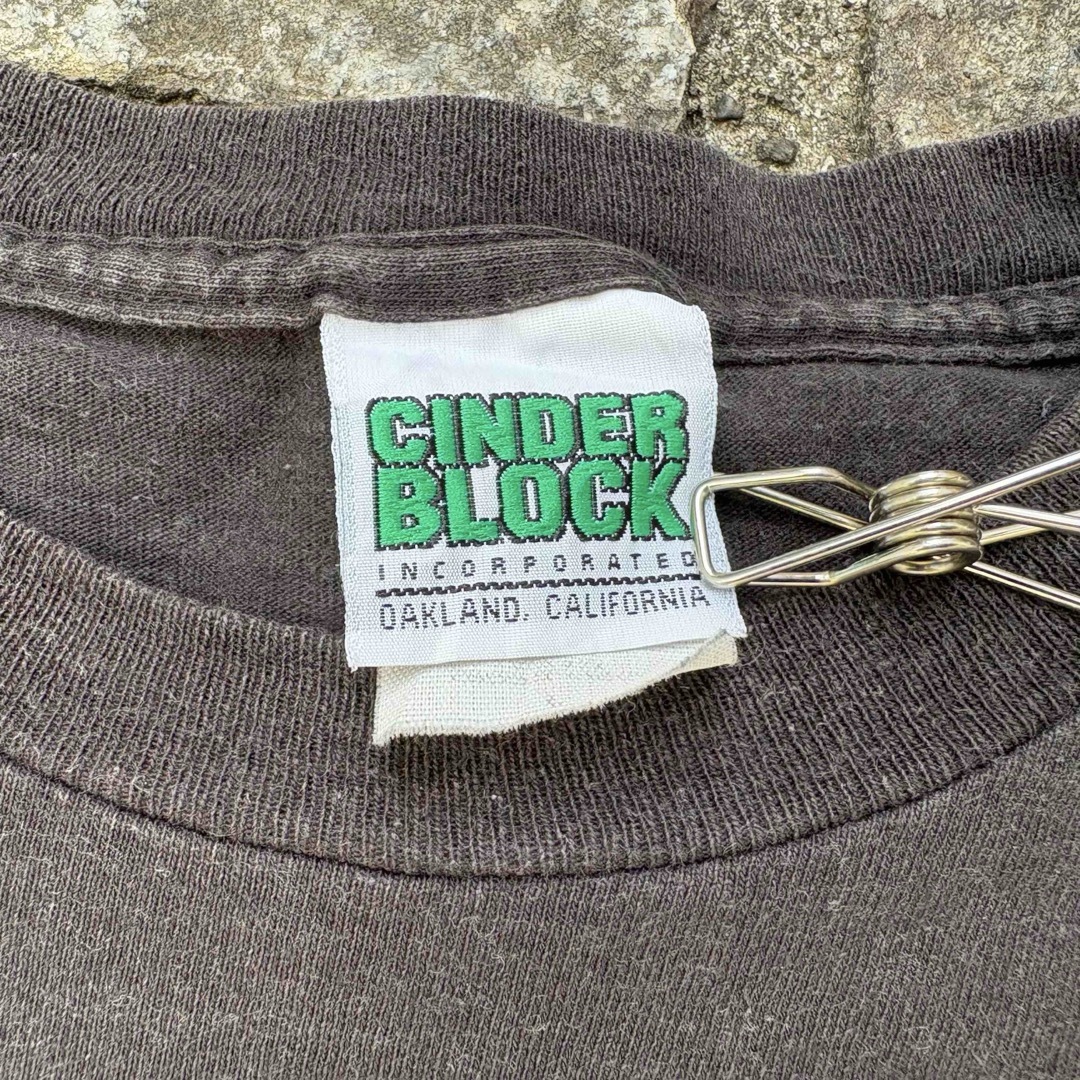 CINDER
BLOCK
INCORPORATED
OAKLAND, CALIFORNIA